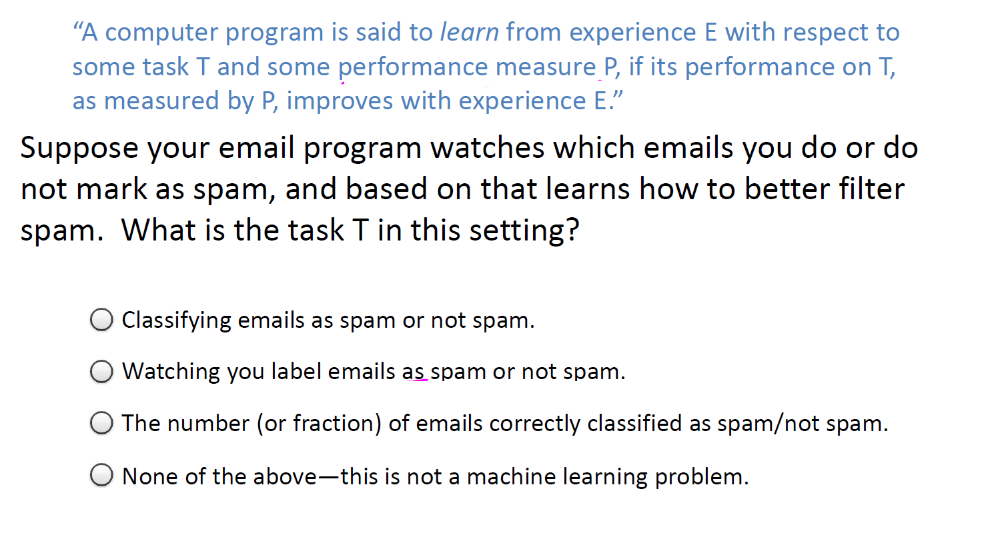 “A computer program is said to learn from experience E with respect to
some task T and some performance measure P, if its performance on T,
as measured by P, improves with experience E.”
Suppose your email program watches which emails you do or do
not mark as spam, and based on that learns how to better filter
spam.  What is the task T in this setting?
Classifying emails as spam or not spam.
Watching you label emails as spam or not spam.
The number (or fraction) of emails correctly classified as spam/not spam.
None of the above—this is not a machine learning problem.